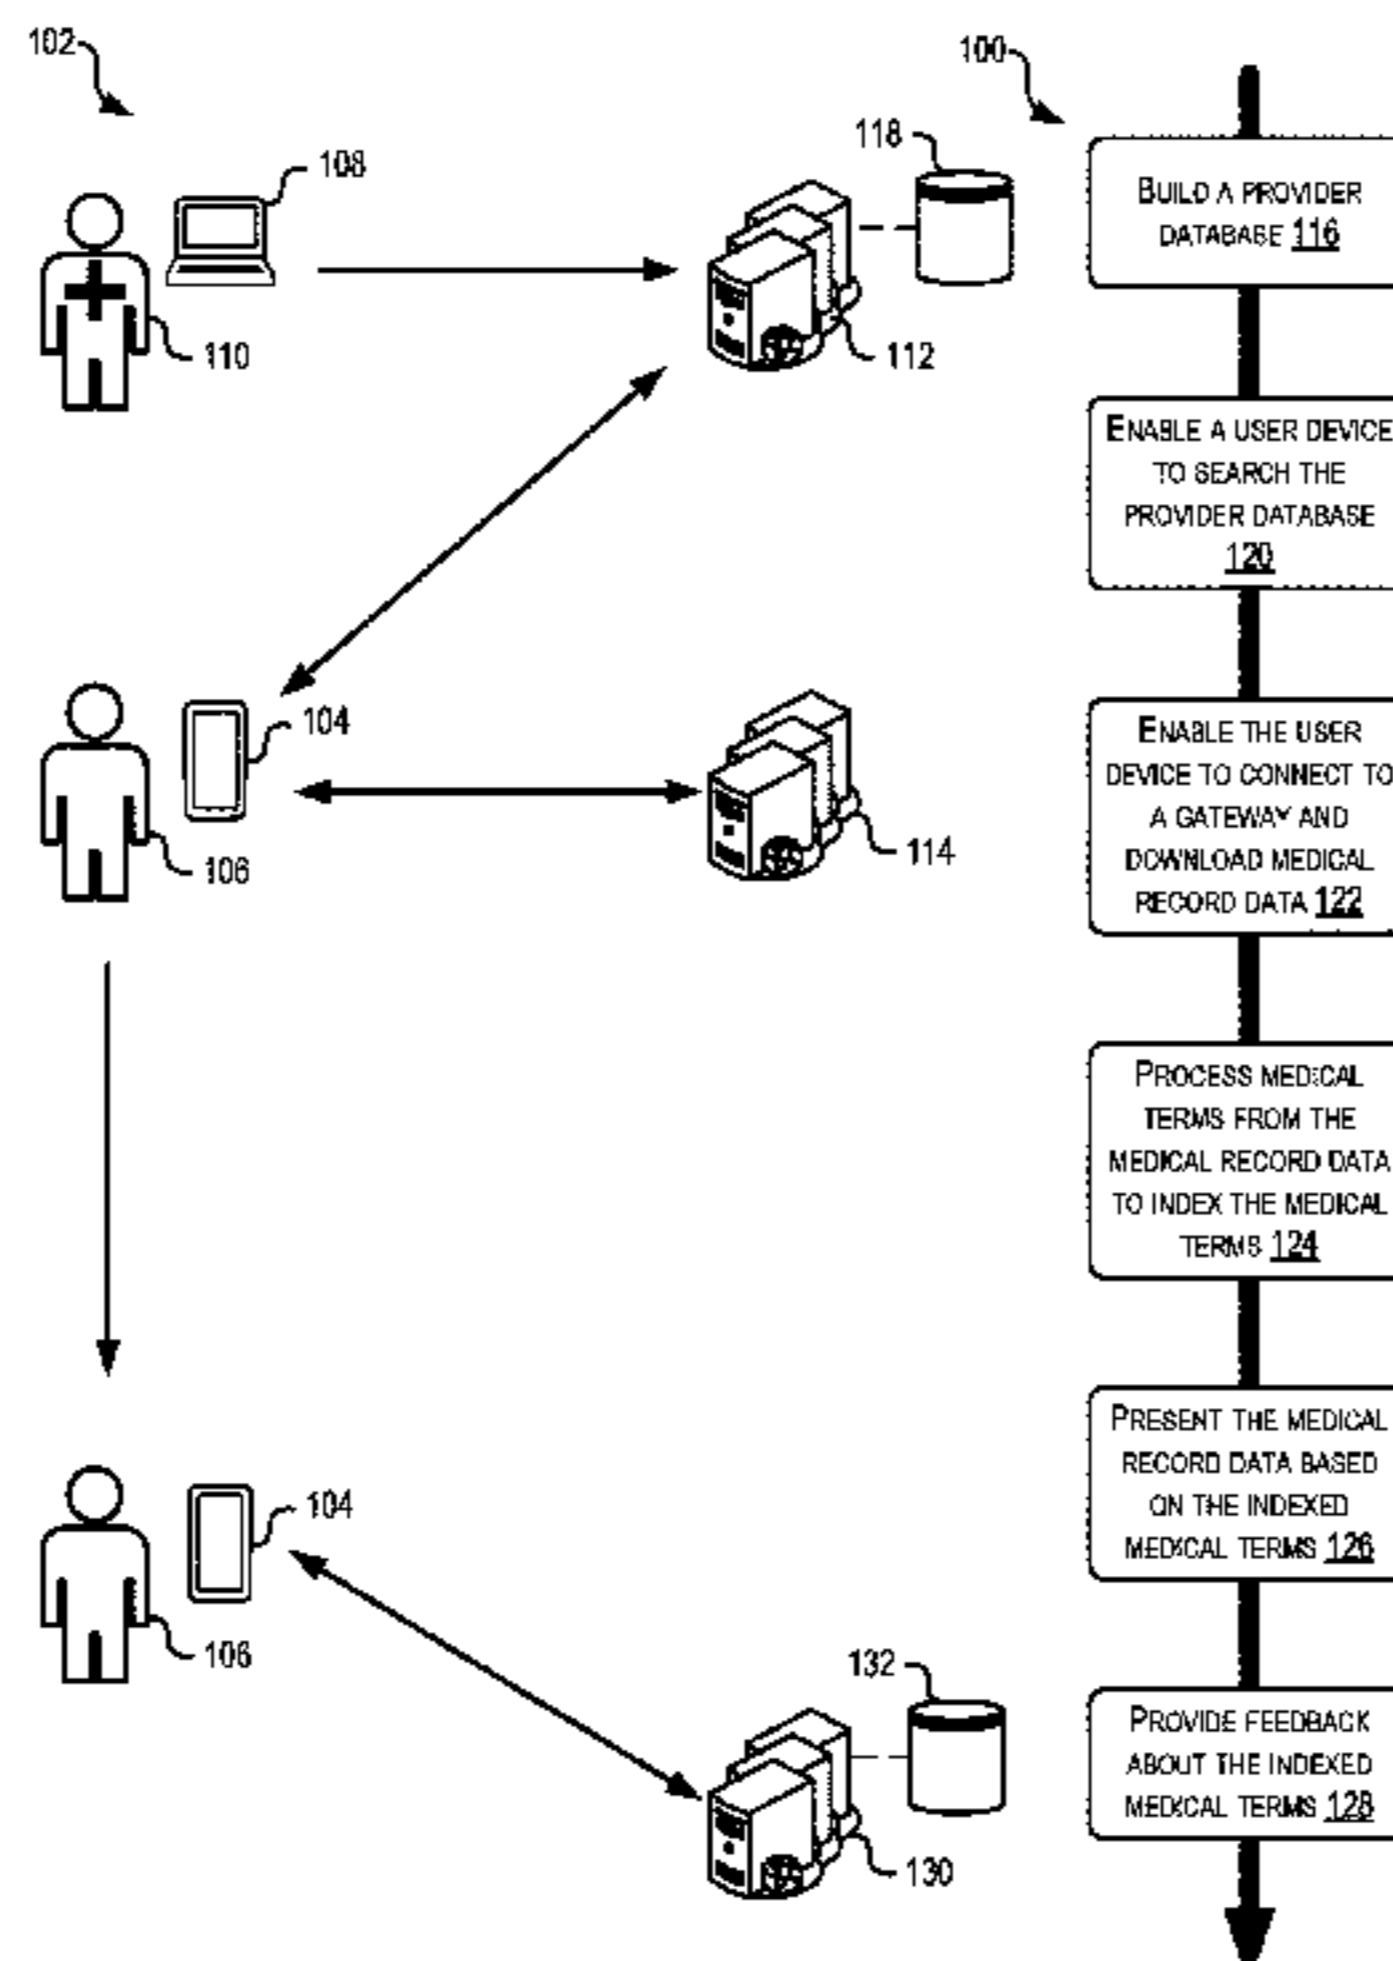 102
108
110
118
112
104
106
114
104
106
132
130
100
BUILD A PROVIDER
DATABASE 116
ENABLE A USER DEVICE
TO SEARCH THE
PROVIDER DATABASE
120
ENABLE THE USER
DEVICE TO CONNECT TO
A GATEWAY AND
DOWNLOAD MEDICAL
RECORD DATA 122
PROCESS MEDICAL
TERMS FROM THE
MEDICAL RECORD DATA
TO INDEX THE MEDICAL
TERMS 124
PRESENT THE MEDICAL
RECORD DATA BASED
ON THE INDEXED
MEDICAL TERMS 126
PROVIDE FEEDBACK
ABOUT THE INDEXED
MEDICAL TERMS 128